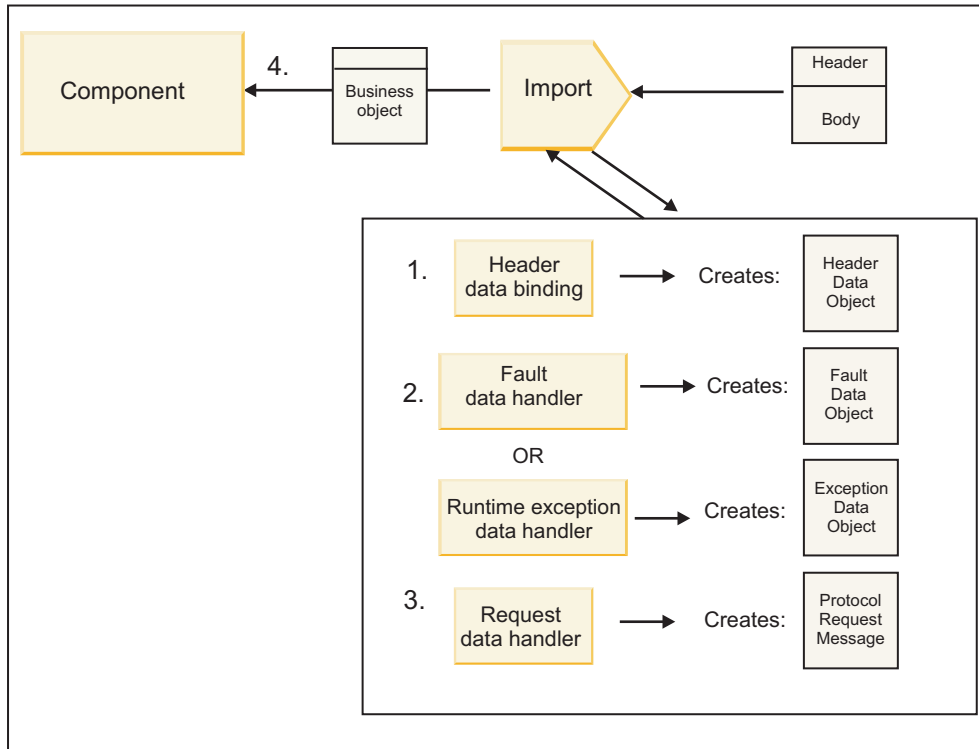 4.
Component
Business
object
Import
Header
Body
1.
Header
data binding
Creates:
Header
Data
Object
2.
Fault
data handler
Creates:
Fault
Data
Object
OR
Runtime exception
data handler
Creates:
Exception
Data
Object
3.
Request
data handler
Creates:
Protocol
Request
Message